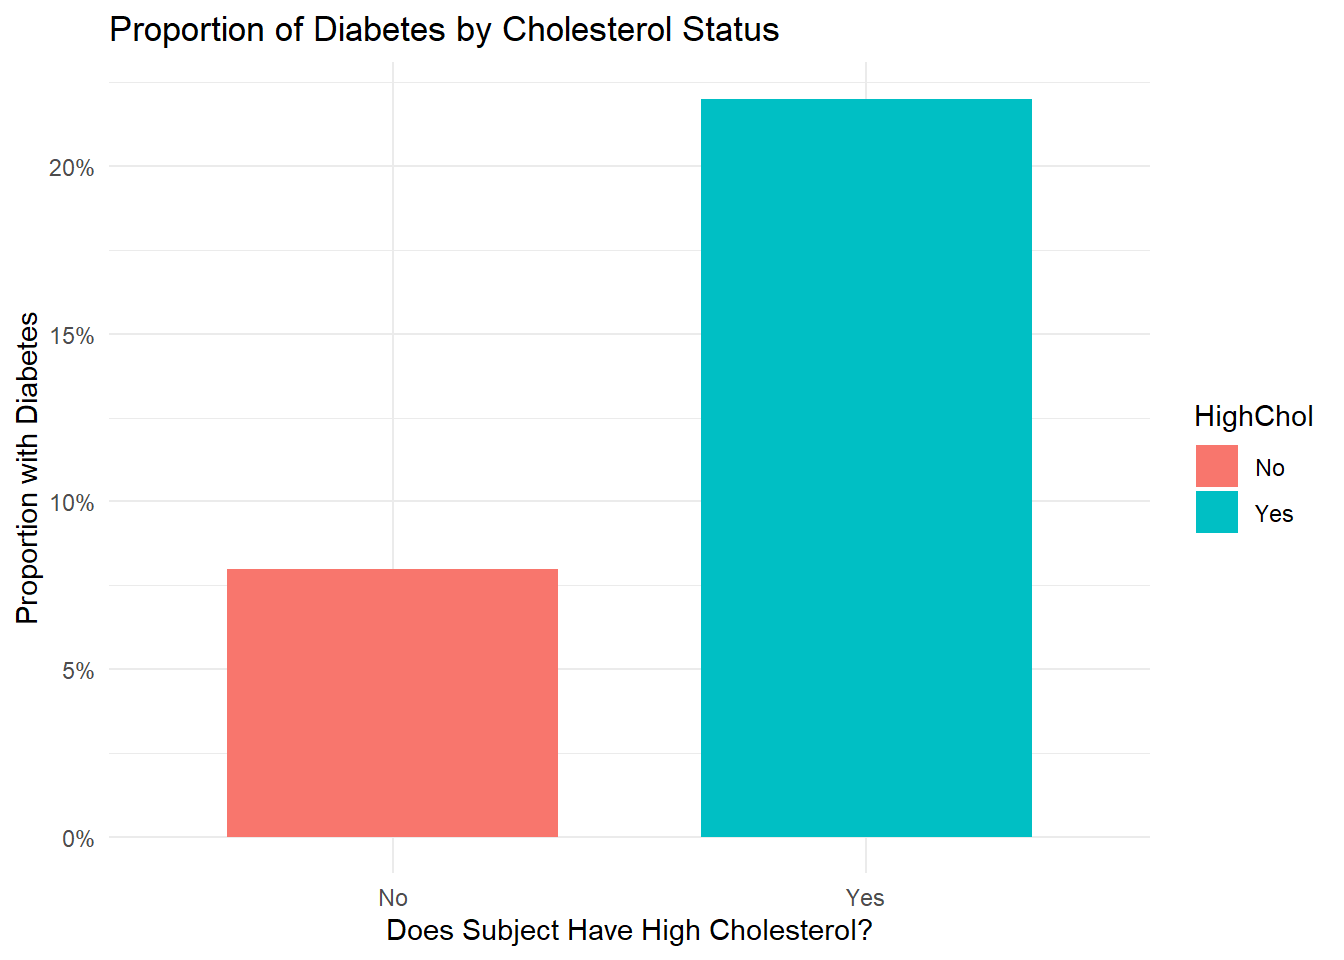 Proportion of Diabetes by Cholesterol Status
Proportion with Diabetes
20%
15%
10%
5%
0%
No
Yes
Does Subject Have High Cholesterol?
HighChol
No
Yes